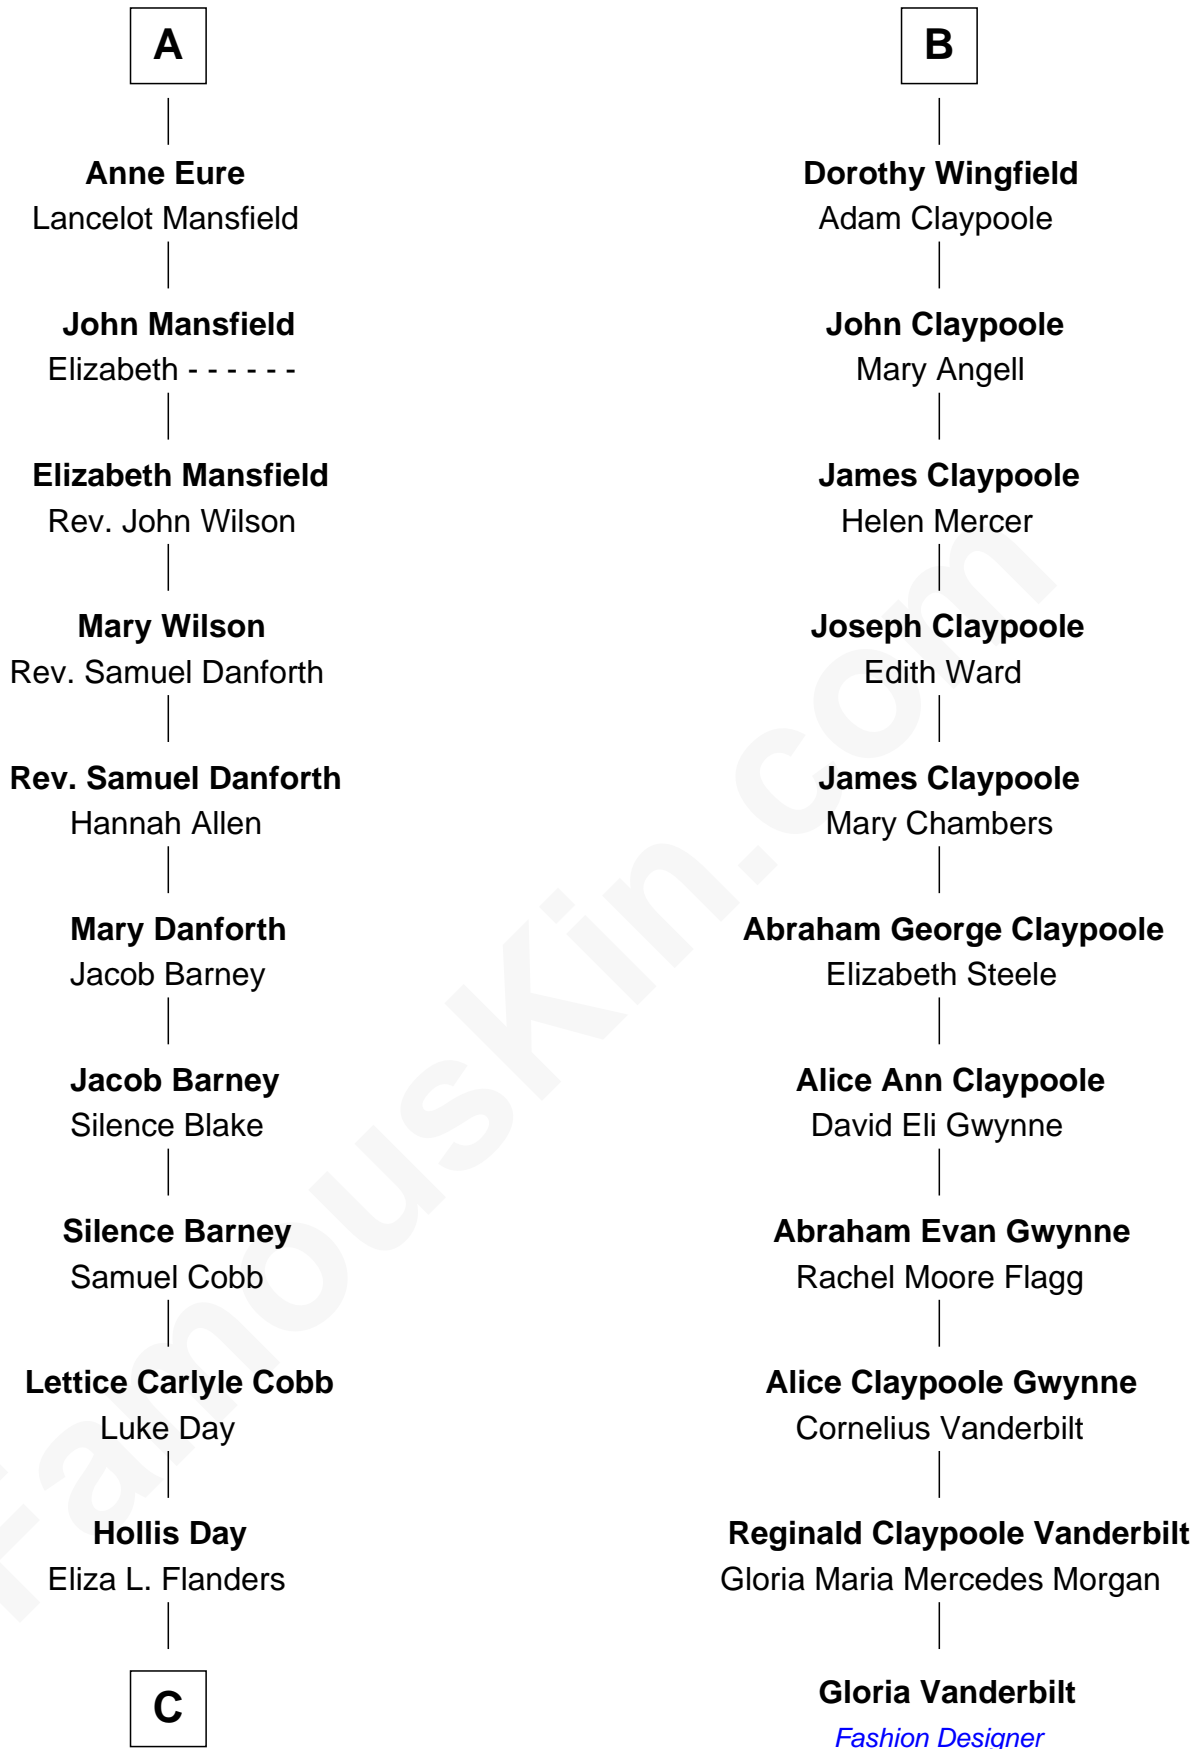 A
Anne Eure
Lancelot Mansfield
John Mansfield
Elizabeth - - - - - -
Elizabeth Mansfield
Rev. John Wilson
Mary Wilson
Rev. Samuel Danforth
Rev. Samuel Danforth
Hannah Allen
Mary Danforth
Jacob Barney
Jacob Barney
Silence Blake
Silence Barney
Samuel Cobb
Lettice Carlyle Cobb
Luke Day
Hollis Day
Eliza L. Flanders
C
B
Dorothy Wingfield
Adam Claypoole
John Claypoole
Mary Angell
James Claypoole
Helen Mercer
Joseph Claypoole
Edith Ward
James Claypoole
Mary Chambers
Abraham George Claypoole
Elizabeth Steele
Alice Ann Claypoole
David Eli Gwynne
Abraham Evan Gwynne
Rachel Moore Flagg
Alice Claypoole Gwynne
Cornelius Vanderbilt
Reginald Claypoole Vanderbilt
Gloria Maria Mercedes Morgan
Gloria Vanderbilt
Fashion Designer
FamousKin.com